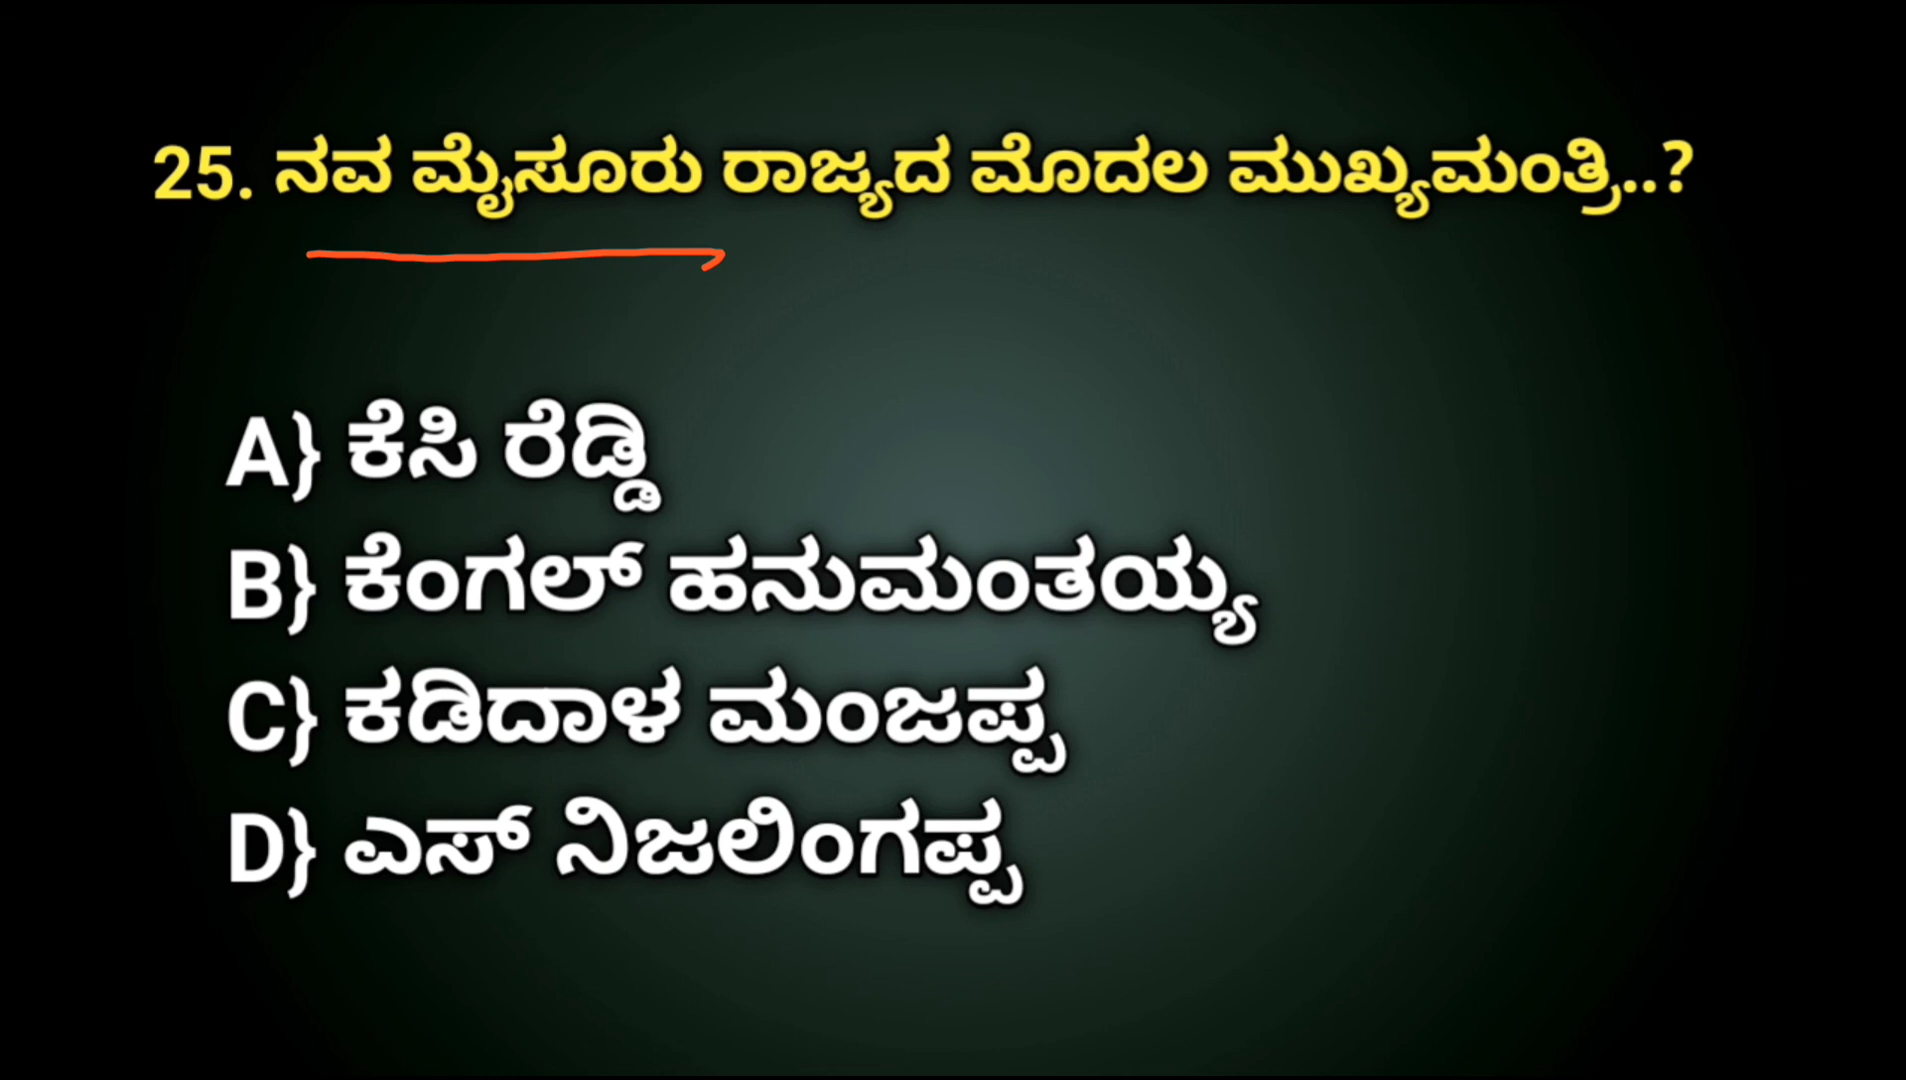 25. ನವ ಮೈಸೂರು ರಾಜ್ಯದ ಮೊದಲ ಮುಖ್ಯಮಂತ್ರಿ..?
A} ಕೆಸಿ ರೆಡ್ಡಿ
B} ಕೆಂಗಲ್ ಹನುಮಂತಯ್ಯ
C} ಕಡಿದಾಳ ಮಂಜಪ್ಪ
D} ಎಸ್ ನಿಜಲಿಂಗಪ್ಪ